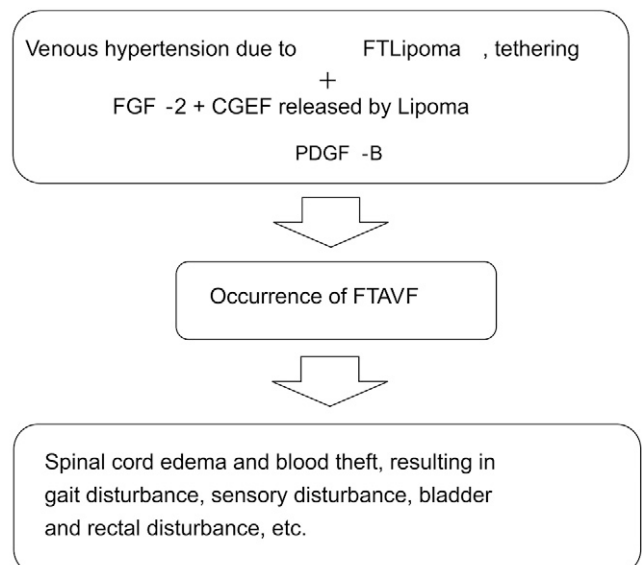 Venous hypertension due to FTLipoma , tethering
+
FGF -2 + CGEF released by Lipoma
PDGF -B
Occurrence of FTAVF
Spinal cord edema and blood theft, resulting in
gait disturbance, sensory disturbance, bladder
and rectal disturbance, etc.